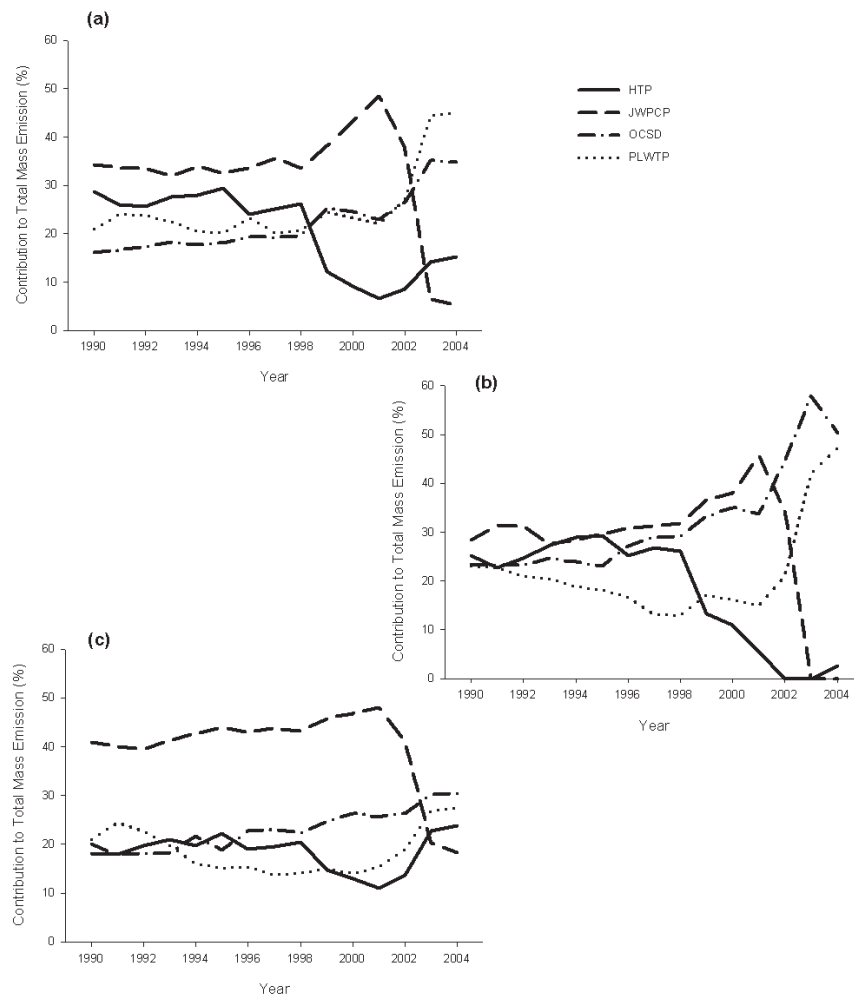 (a)
60
50
40
30
20
10
0
Contribution to Total Mass Emission (%)
1990 1992 1994 1996 1998 2000 2002 2004
Year
HTP
JWPCP
OCSD
PLWTP
(b)
60
50
40
30
20
10
0
Contribution to Total Mass Emission (%)
1990 1992 1994 1996 1998 2000 2002 2004
Year
(c)
60
50
40
30
20
10
0
Contribution to Total Mass Emission (%)
1990 1992 1994 1996 1998 2000 2002 2004
Year